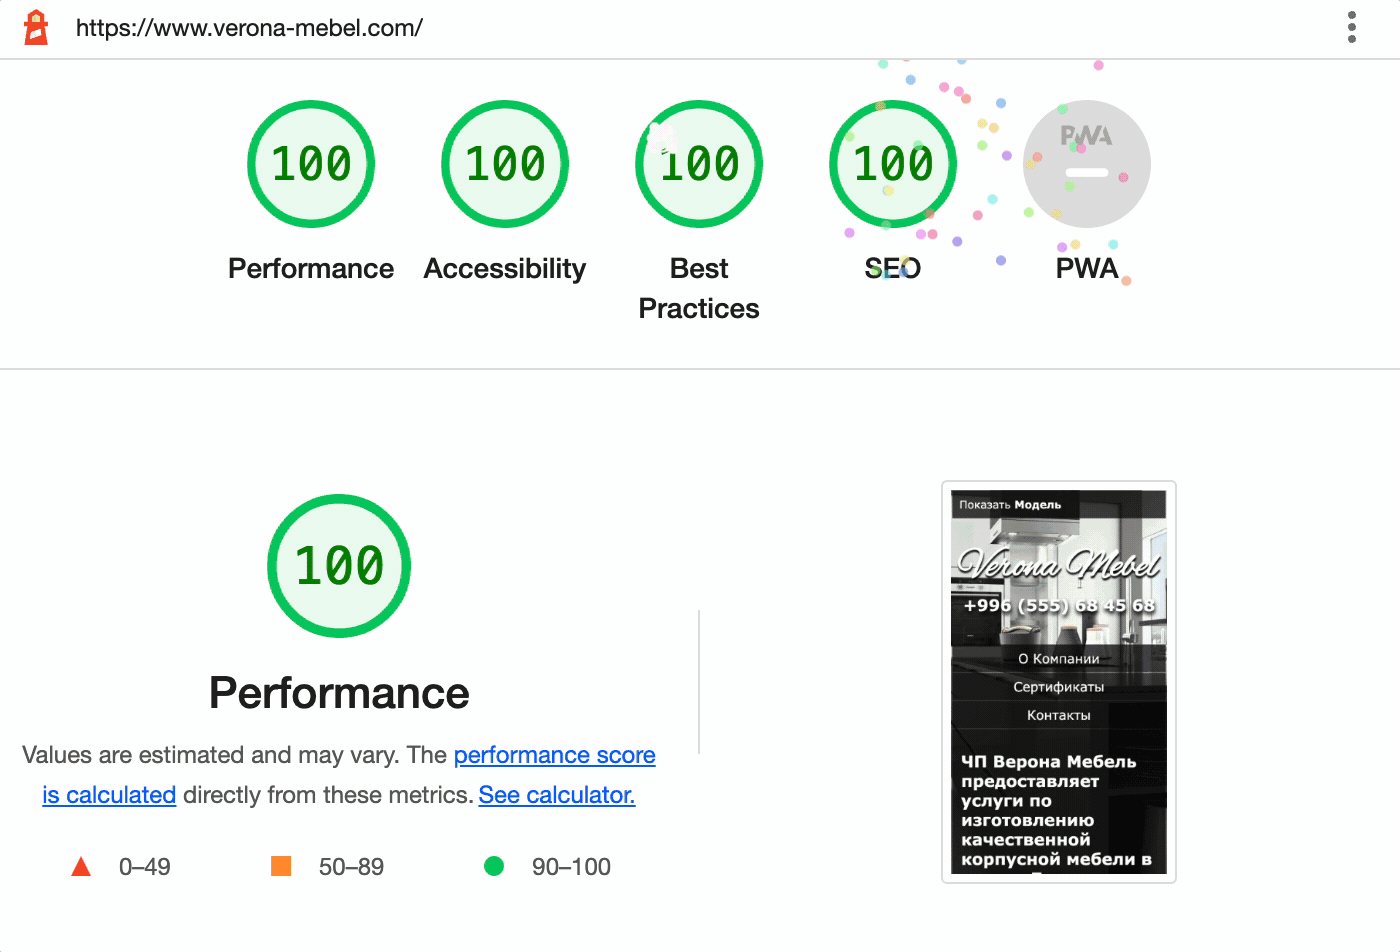 https://www.verona-mebel.com/
100
100
100
100
PWA
Performance
Accessibility
Best
Practices
SEO
PWA
100
Performance
Values are estimated and may vary. The performance score
is calculated directly from these metrics. See calculator.
0–49
50–89
90–100
Показать Модель
Verona Mebel
+996 (555) 68 45 68
О Компании
Сертификаты
Контакты
ЧП Верона Мебель
предоставляет
услуги по
изготовлению
качественной
корпусной мебели в